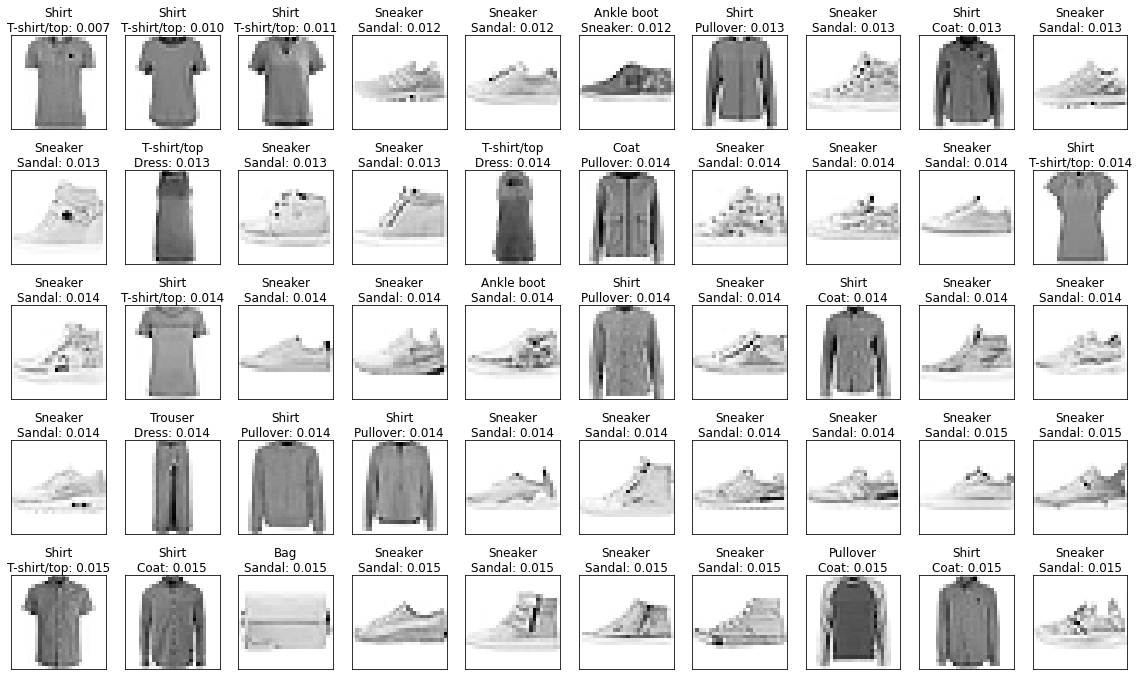 Shirt Shirt Shirt Sneaker Sneaker Ankle boot Shirt Sneaker Shirt Sneaker
T-shirt/top: 0.007 T-shirt/top: 0.010 T-shirt/top: 0.011 Sandal: 0.012 Sandal: 0.012 Sneaker: 0.012 Pullover: 0.013 Sandal: 0.013 Coat: 0.013 Sandal: 0.013
Sneaker T-shirt/top Sneaker Sneaker T-shirt/top Coat Sneaker Sneaker Sneaker Shirt
Sandal: 0.013 Dress: 0.013 Sandal: 0.013 Sandal: 0.013 Dress: 0.014 Pullover: 0.014 Sandal: 0.014 Sandal: 0.014 Sandal: 0.014 T-shirt/top: 0.014
Sneaker Shirt Sneaker Sneaker Ankle boot Shirt Sneaker Shirt Sneaker Sneaker
Sandal: 0.014 T-shirt/top: 0.014 Sandal: 0.014 Sandal: 0.014 Sandal: 0.014 Pullover: 0.014 Sandal: 0.014 Coat: 0.014 Sandal: 0.014 Sandal: 0.014
Sneaker Trouser Shirt Shirt Sneaker Sneaker Sneaker Sneaker Sneaker Sneaker
Sandal: 0.014 Dress: 0.014 Pullover: 0.014 Pullover: 0.014 Sandal: 0.014 Sandal: 0.014 Sandal: 0.014 Sandal: 0.014 Sandal: 0.015 Sandal: 0.015
Shirt Shirt Bag Sneaker Sneaker Sneaker Sneaker Pullover Shirt Sneaker
T-shirt/top: 0.015 Coat: 0.015 Sandal: 0.015 Sandal: 0.015 Sandal: 0.015 Sandal: 0.015 Sandal: 0.015 Coat: 0.015 Coat: 0.015 Sandal: 0.015